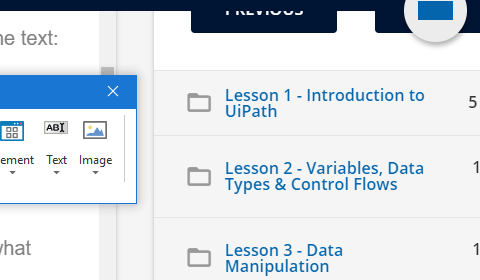 PREVIOUS
he text:
Lesson 1 - Introduction to
UiPath
5
ement Text Image
Lesson 2 - Variables, Data
Types & Control Flows
1
what
Lesson 3 - Data
Manipulation
1